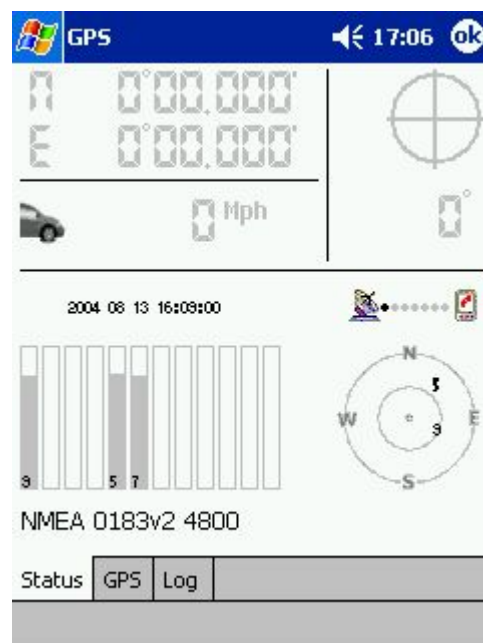 GPS 17:06 ok
N 0°00.000'
E 0°00.000'
0 Mph 0°
2004 08 13 16:09:00
N
5
W 9 E
S
9 5 7
NMEA 0183v2 4800
Status GPS Log